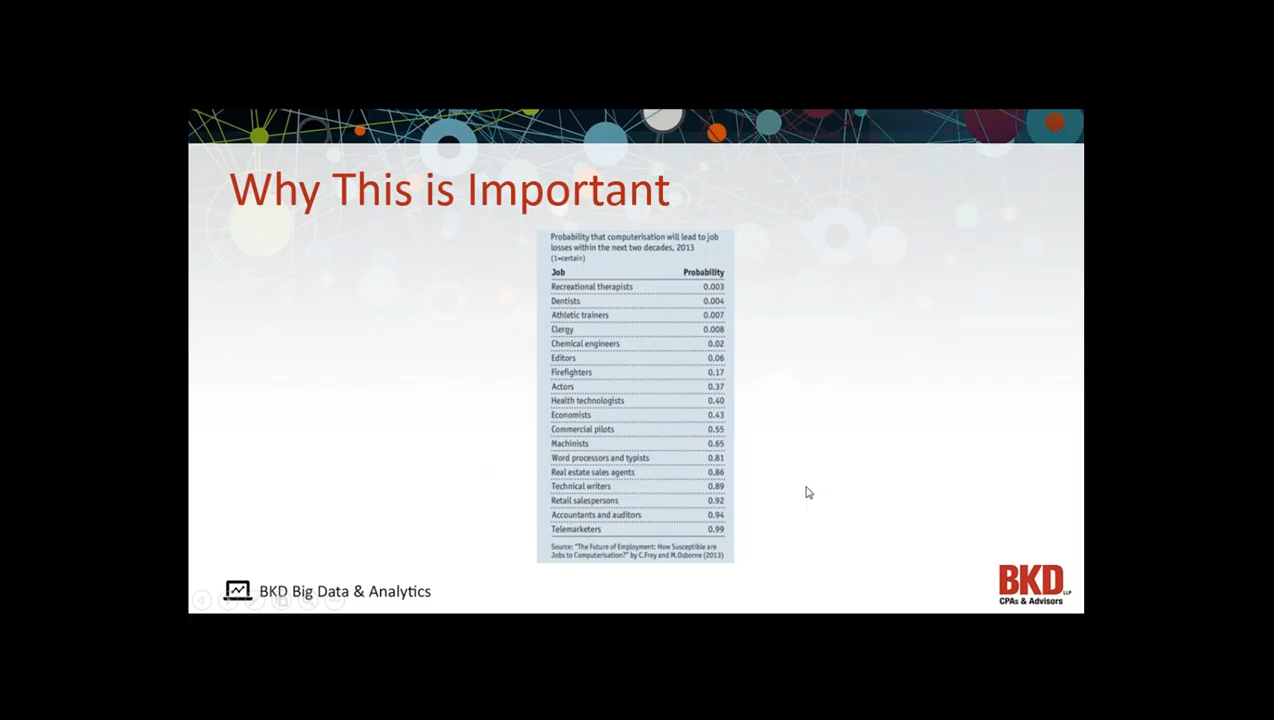 Why This is Important
Probability that computerisation will lead to job
losses within the next two decades, 2013
(1=certain)
Job Probability
Recreational therapists 0.003
Dentists 0.004
Athletic trainers 0.007
Clergy 0.008
Chemical engineers 0.02
Editors 0.06
Firefighters 0.17
Actors 0.37
Health technologists 0.40
Economists 0.43
Commercial pilots 0.55
Machinists 0.65
Word processors and typists 0.81
Real estate sales agents 0.86
Technical writers 0.89
Retail salespersons 0.92
Accountants and auditors 0.94
Telemarketers 0.99
Source: "The Future of Employment: How Susceptible are
Jobs to Computerisation?" by C.Frey and M.Osborne (2013)
BKD Big Data & Analytics
BKD LLP
CPAs & Advisors